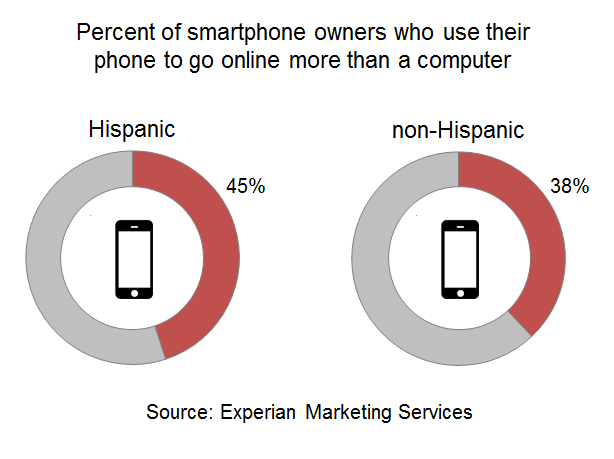 Percent of smartphone owners who use their
phone to go online more than a computer
Hispanic
non-Hispanic
45%
38%
Source: Experian Marketing Services